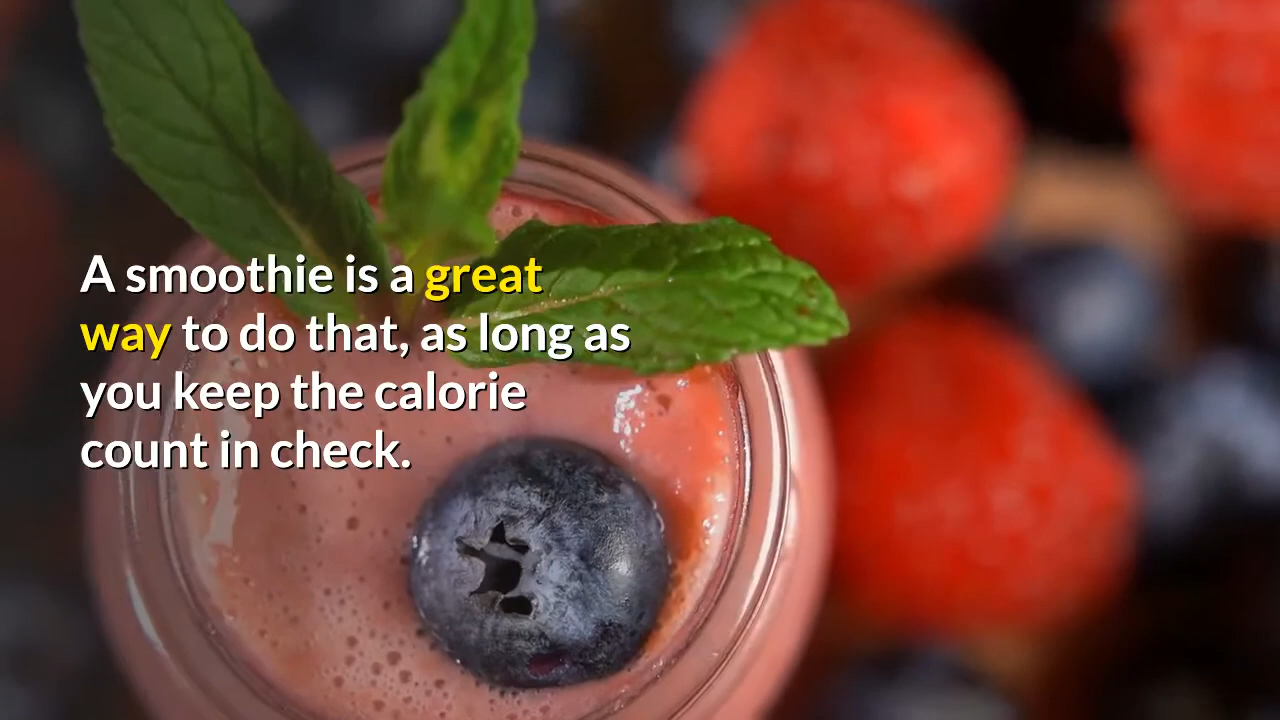 A smoothie is a great
way to do that, as long as
you keep the calorie
count in check.